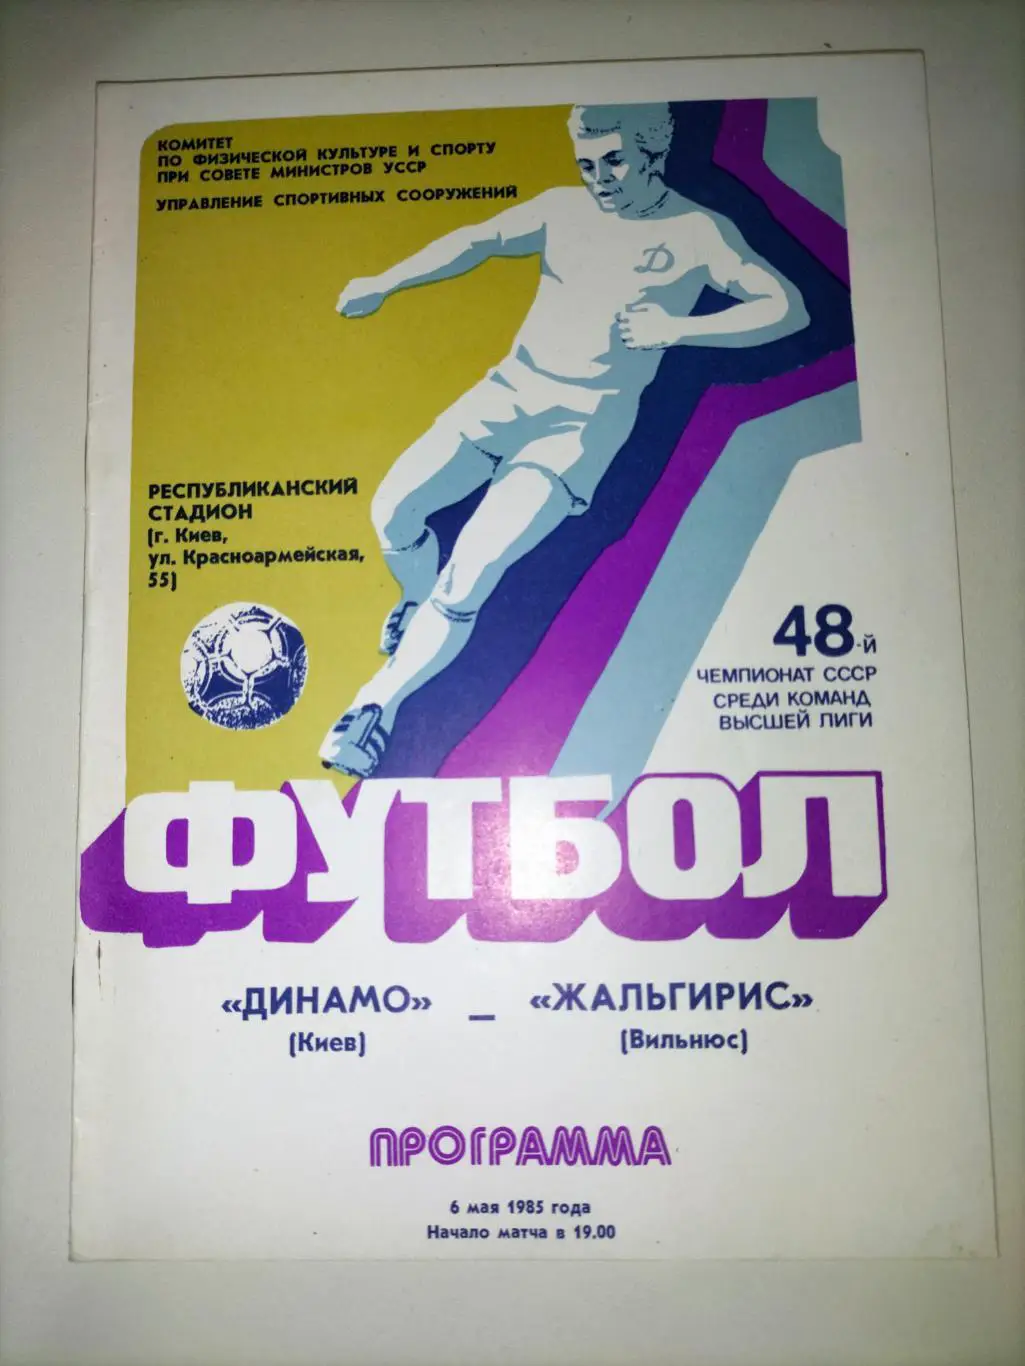 КОМИТЕТ
ПО ФИЗИЧЕСКОЙ КУЛЬТУРЕ И СПОРТУ
ПРИ СОВЕТЕ МИНИСТРОВ УССР
УПРАВЛЕНИЕ СПОРТИВНЫХ СООРУЖЕНИЙ
Д
РЕСПУБЛИКАНСКИЙ
СТАДИОН
(г. Киев,
ул. Красноармейская,
55)
48-й
ЧЕМПИОНАТ СССР
СРЕДИ КОМАНД
ВЫСШЕЙ ЛИГИ
ФУТБОЛ
«ДИНАМО» – «ЖАЛЬГИРИС»
(Киев) (Вильнюс)
ПРОГРАММА
6 мая 1985 года
Начало матча в 19.00